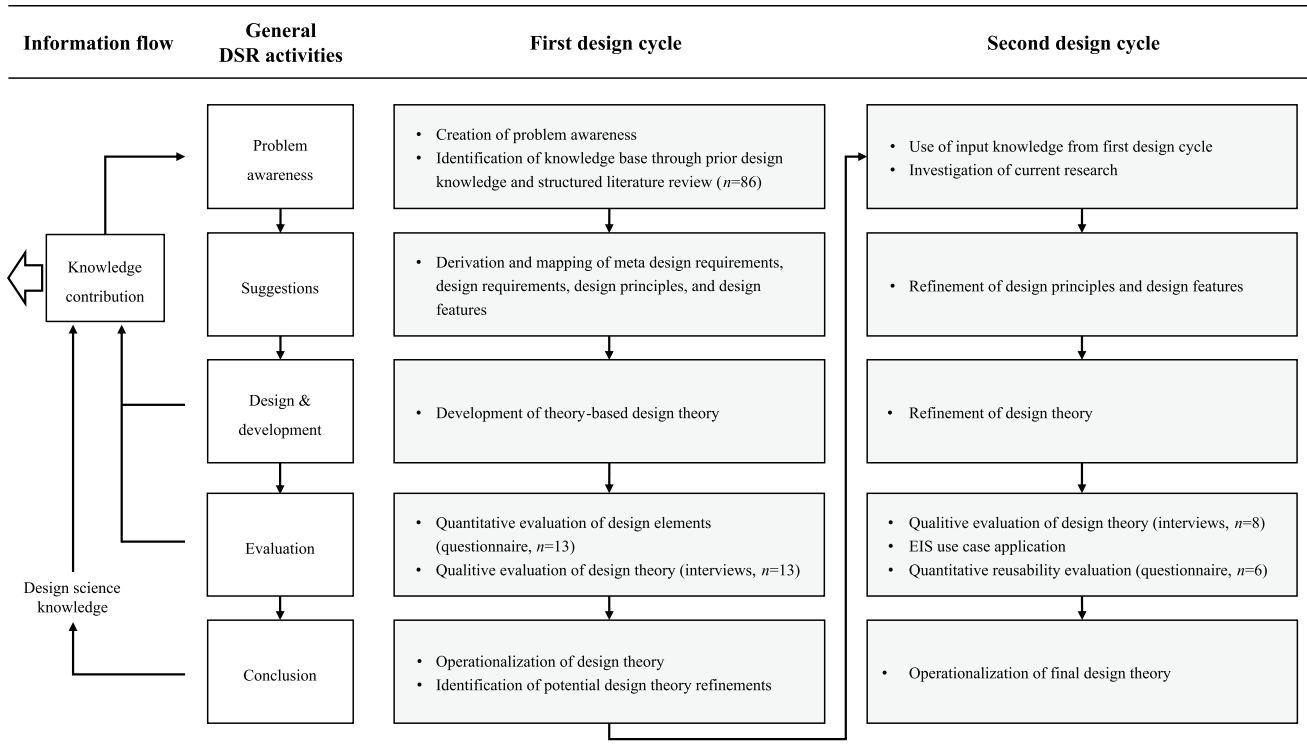 Information flow
General
DSR activities
First design cycle
Second design cycle
Problem
awareness
• Creation of problem awareness
• Identification of knowledge base through prior design
knowledge and structured literature review (n=86)
• Use of input knowledge from first design cycle
• Investigation of current research
Knowledge
contribution
Suggestions
• Derivation and mapping of meta design requirements,
design requirements, design principles, and design
features
• Refinement of design principles and design features
Design &
development
• Development of theory-based design theory
• Refinement of design theory
Evaluation
• Quantitative evaluation of design elements
(questionnaire, n=13)
• Qualitive evaluation of design theory (interviews, n=13)
• Qualitive evaluation of design theory (interviews, n=8)
• EIS use case application
• Quantitative reusability evaluation (questionnaire, n=6)
Design science
knowledge
Conclusion
• Operationalization of design theory
• Identification of potential design theory refinements
• Operationalization of final design theory